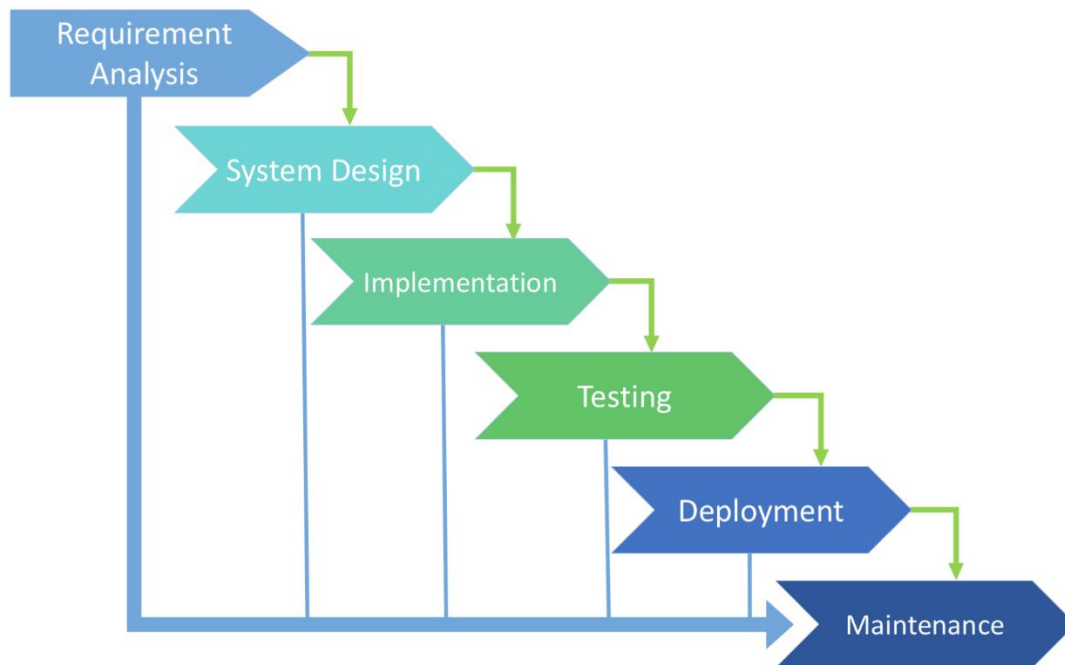 Requirement
Analysis
System Design
Implementation
Testing
Deployment
Maintenance